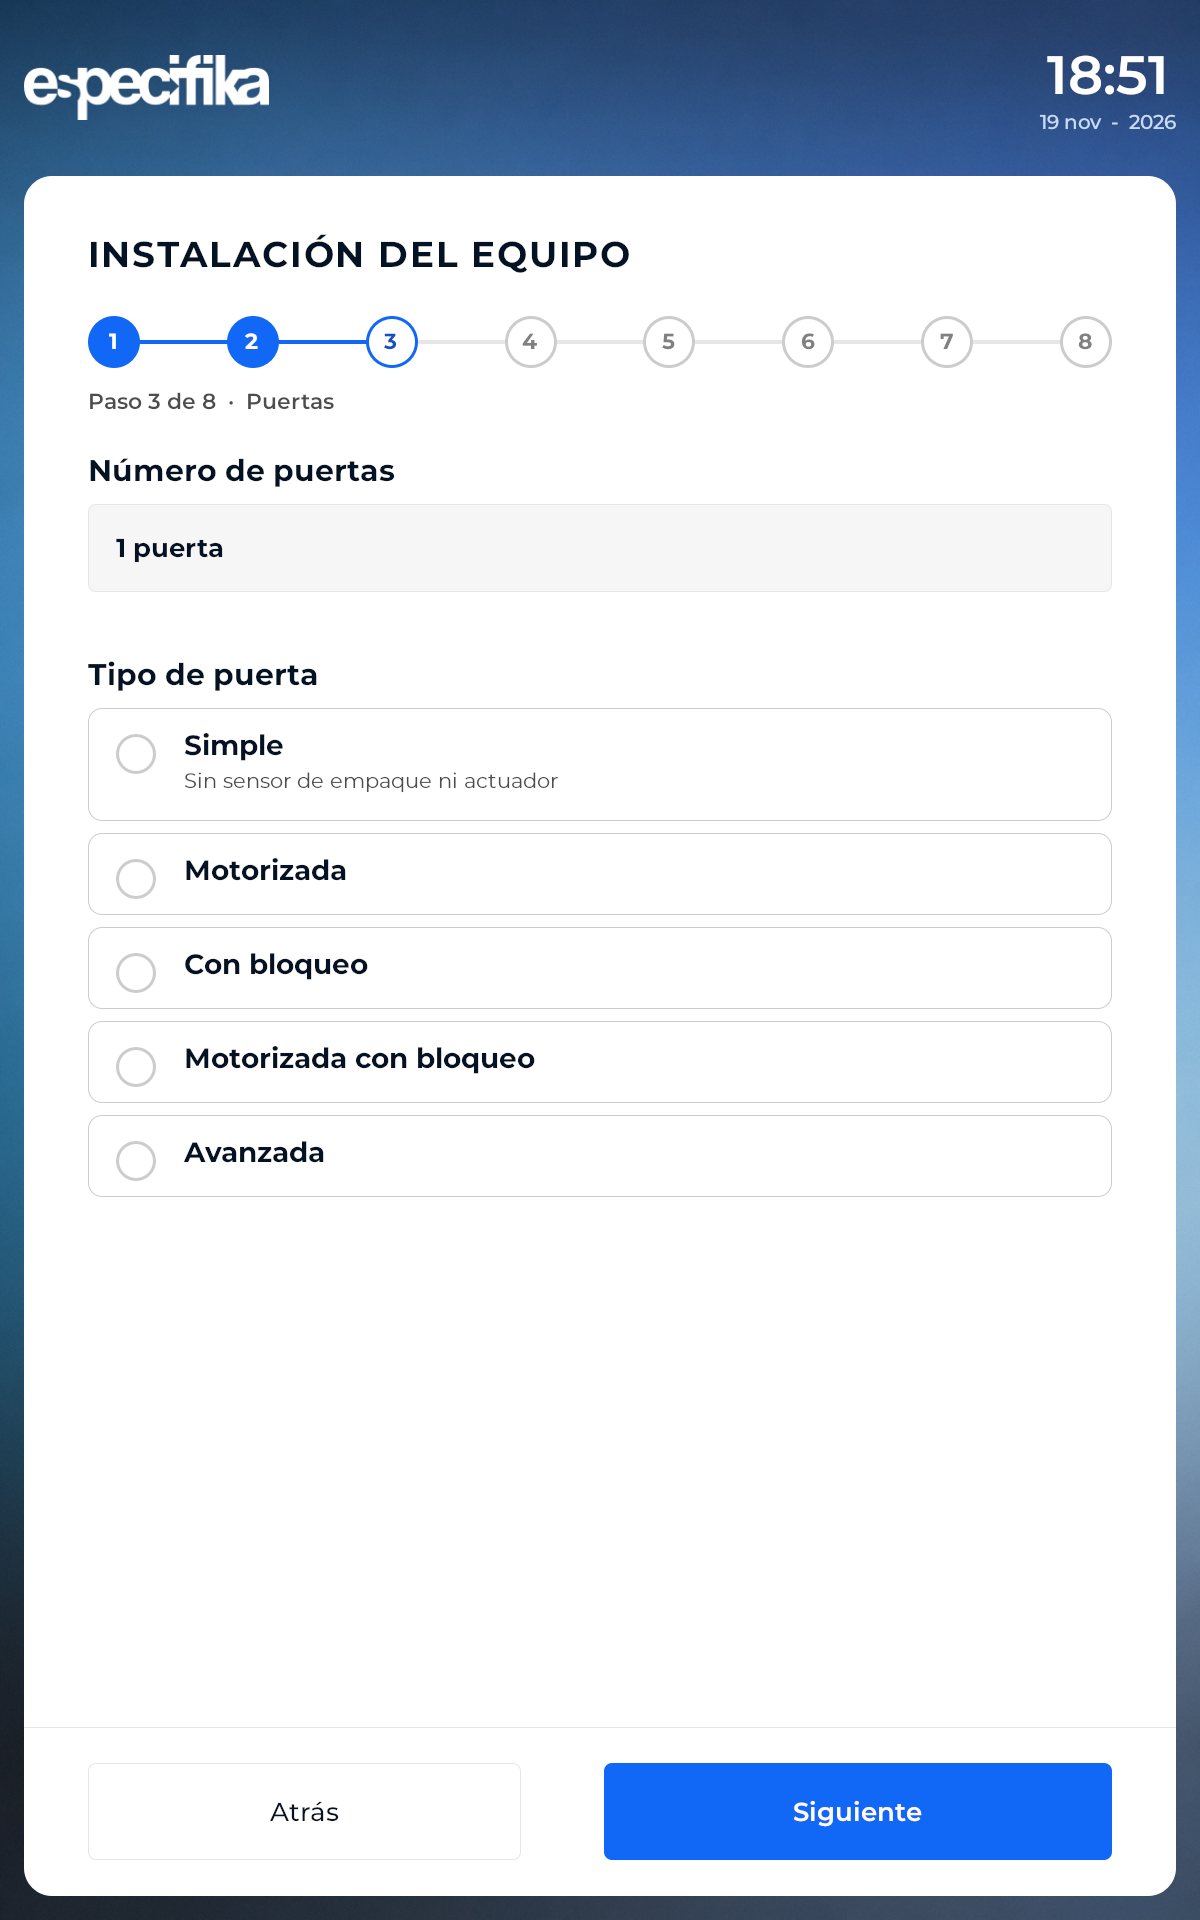 especifika
18:51
19 nov - 2026
INSTALACIÓN DEL EQUIPO
1 2 3 4 5 6 7 8
Paso 3 de 8 · Puertas
Número de puertas
1 puerta
Tipo de puerta
Simple
Sin sensor de empaque ni actuador
Motorizada
Con bloqueo
Motorizada con bloqueo
Avanzada
Atrás
Siguiente